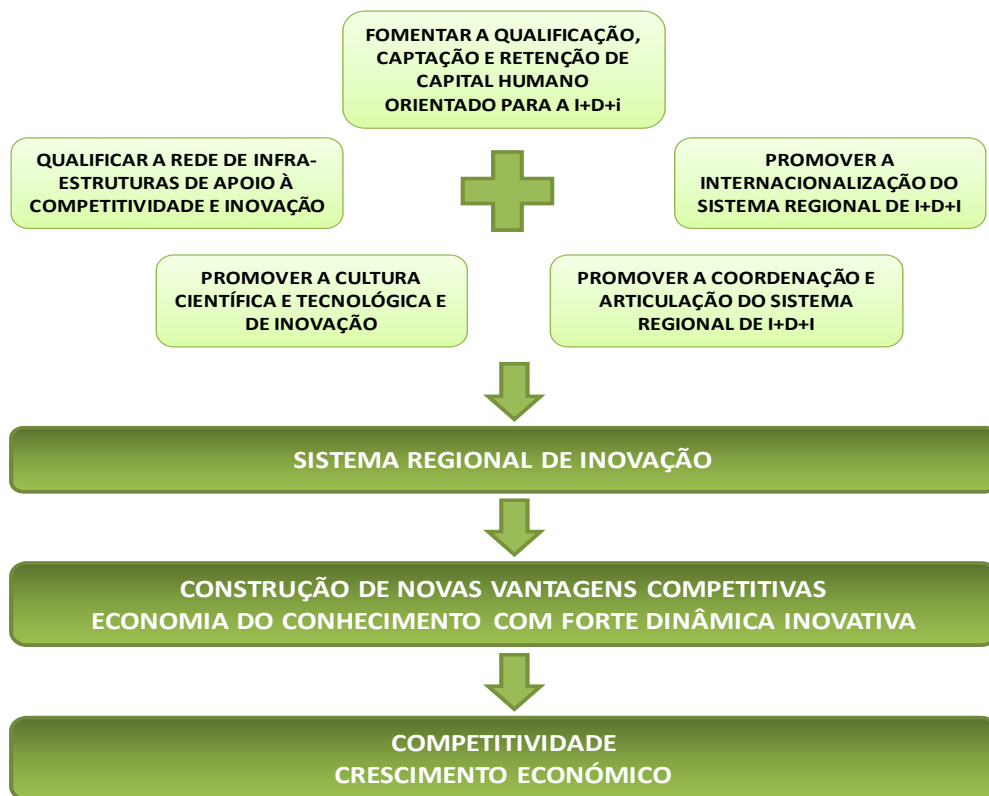 FOMENTAR A QUALIFICAÇÃO,
CAPTAÇÃO E RETENÇÃO DE
CAPITAL HUMANO
ORIENTADO PARA A I+D+i
QUALIFICAR A REDE DE INFRA-
ESTRUTURAS DE APOIO À
COMPETITIVIDADE E INOVAÇÃO
PROMOVER A
INTERNACIONALIZAÇÃO DO
SISTEMA REGIONAL DE I+D+I
PROMOVER A CULTURA
CIENTÍFICA E TECNOLÓGICA E
DE INOVAÇÃO
PROMOVER A COORDENAÇÃO E
ARTICULAÇÃO DO SISTEMA
REGIONAL DE I+D+I
SISTEMA REGIONAL DE INOVAÇÃO
CONSTRUÇÃO DE NOVAS VANTAGENS COMPETITIVAS
ECONOMIA DO CONHECIMENTO COM FORTE DINÂMICA INOVATIVA
COMPETITIVIDADE
CRESCIMENTO ECONÓMICO